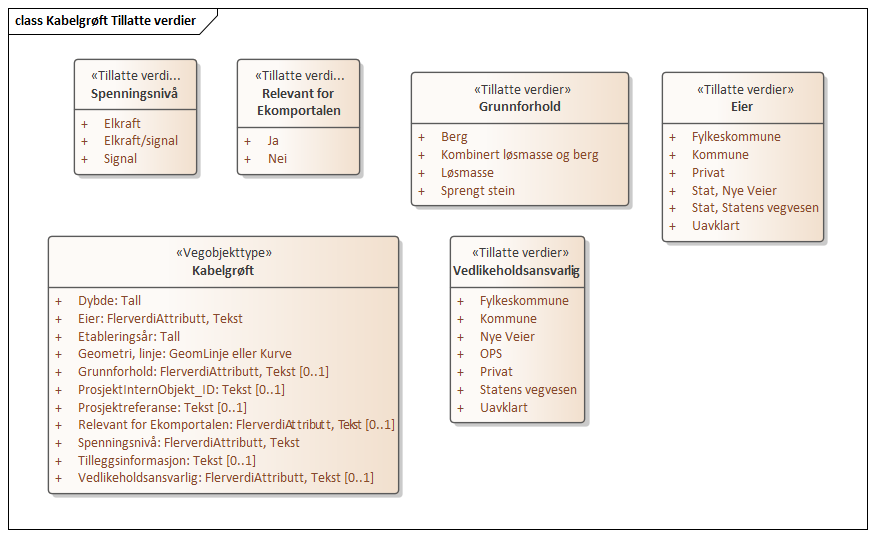 class Kabelgrøft Tillatte verdier
«Tillatte verdi...
Spenningsnivå
+ Elkraft
+ Elkraft/signal
+ Signal
«Tillatte verdi...
Relevant for
Ekomportalen
+ Ja
+ Nei
«Tillatte verdier»
Grunnforhold
+ Berg
+ Kombinert løsmasse og berg
+ Løsmasse
+ Sprengt stein
«Tillatte verdier»
Eier
+ Fylkeskommune
+ Kommune
+ Privat
+ Stat, Nye Veier
+ Stat, Statens vegvesen
+ Uavklart
«Vegobjekttype»
Kabelgrøft
+ Dybde: Tall
+ Eier: FlerverdiAttributt, Tekst
+ Etableringsår: Tall
+ Geometri, linje: GeomLinje eller Kurve
+ Grunnforhold: FlerverdiAttributt, Tekst [0..1]
+ ProsjektInternObjekt_ID: Tekst [0..1]
+ Prosjektreferanse: Tekst [0..1]
+ Relevant for Ekomportalen: FlerverdiAttributt, Tekst [0..1]
+ Spenningsnivå: FlerverdiAttributt, Tekst
+ Tilleggsinformasjon: Tekst [0..1]
+ Vedlikeholdsansvarlig: FlerverdiAttributt, Tekst [0..1]
«Tillatte verdier»
Vedlikeholdsansvarlig
+ Fylkeskommune
+ Kommune
+ Nye Veier
+ OPS
+ Privat
+ Statens vegvesen
+ Uavklart